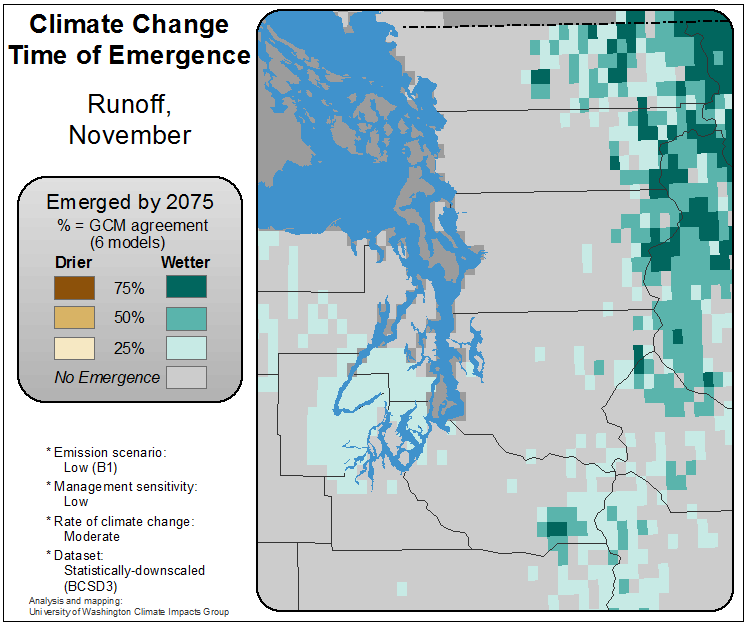 Climate Change
Time of Emergence
Runoff,
November
Emerged by 2075
% = GCM agreement
(6 models)
Drier Wetter
75%
50%
25%
No Emergence
* Emission scenario:
Low (B1)
* Management sensitivity:
Low
* Rate of climate change:
Moderate
* Dataset:
Statistically-downscaled
(BCSD3)
Analysis and mapping:
University of Washington Climate Impacts Group